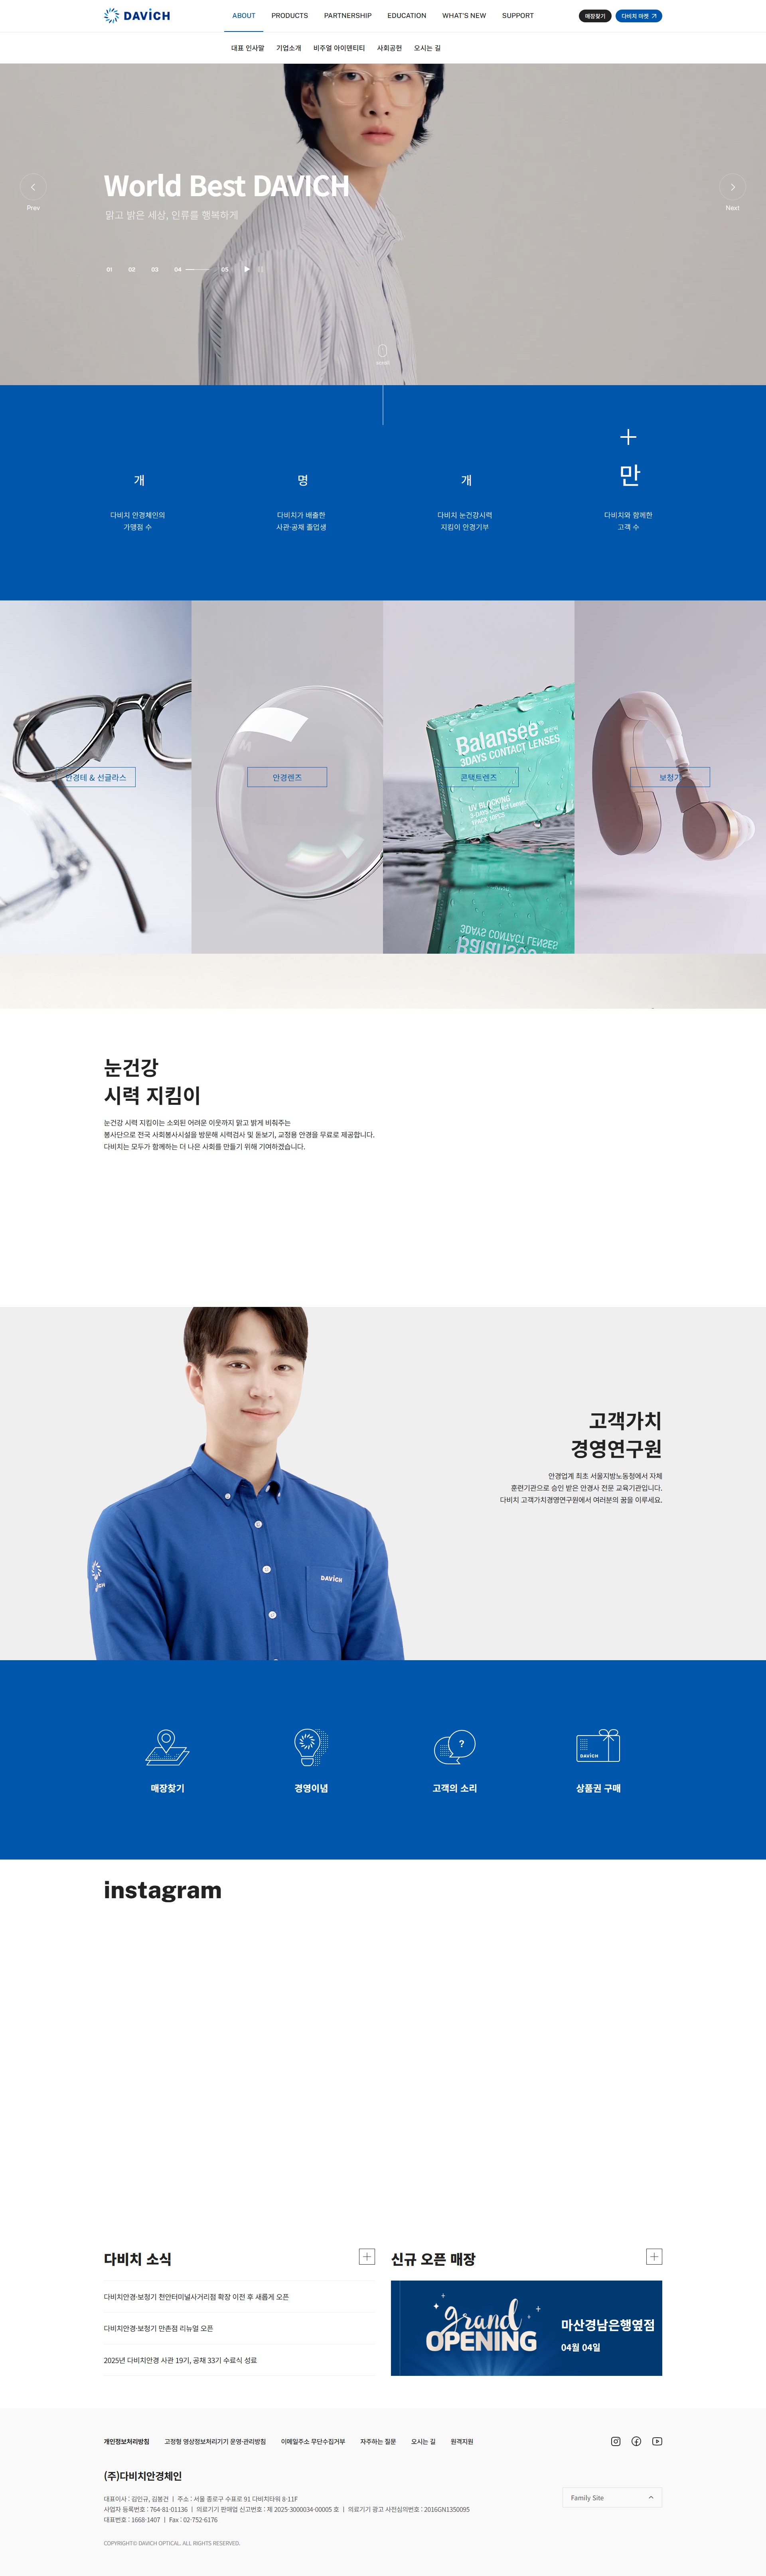 DAVICH
ABOUT PRODUCTS PARTNERSHIP EDUCATION WHAT'S NEW SUPPORT
매장찾기 다비치 마켓
대표 인사말 기업소개 비주얼 아이덴티티 사회공헌 오시는 길
World Best DAVICH
맑고 밝은 세상, 인류를 행복하게
Prev
Next
01 02 03 04 05
scroll
개 명 개 만
다비치 안경체인의
가맹점 수
다비치가 배출한
사관·공채 졸업생
다비치 눈건강시력
지킴이 안경기부
다비치와 함께한
고객 수
안경테 & 선글라스
안경렌즈
콘택트렌즈
보청기
Balansee
3DAYS CONTACT LENSES
UV BLOCKING
눈건강
시력 지킴이
눈건강 시력 지킴이는 소외된 어려운 이웃까지 맑고 밝게 비춰주는
봉사단으로 전국 사회봉사시설을 방문해 시력검사 및 돋보기, 교정용 안경을 무료로 제공합니다.
다비치는 모두가 함께하는 더 나은 사회를 만들기 위해 기여하겠습니다.
고객가치
경영연구원
안경업계 최초 서울지방노동청에서 자체
훈련기관으로 승인 받은 안경사 전문 교육기관입니다.
다비치 고객가치경영연구원에서 여러분의 꿈을 이루세요.
DAVICH
DAVICH
매장찾기 경영이념 고객의 소리 상품권 구매
instagram
다비치 소식
다비치안경·보청기 천안터미널사거리점 확장 이전 후 새롭게 오픈
다비치안경·보청기 만촌점 리뉴얼 오픈
2025년 다비치안경 사관 19기, 공채 33기 수료식 성료
신규 오픈 매장
grand
OPENING
마산경남은행옆점
04월 04일
개인정보처리방침 고정형 영상정보처리기기 운영·관리방침 이메일주소 무단수집거부 자주하는 질문 오시는 길 원격지원
(주)다비치안경체인
대표이사 : 김인규, 김봉건 | 주소 : 서울 종로구 수표로 91 다비치타워 8-11F
사업자 등록번호 : 764-81-01136 | 의료기기 판매업 신고번호 : 제 2025-3000034-00005 호 | 의료기기 광고 사전심의번호 : 2016GN1350095
대표번호 : 1668-1407 | Fax : 02-752-6176
Family Site
COPYRIGHT© DAVICH OPTICAL. ALL RIGHTS RESERVED.